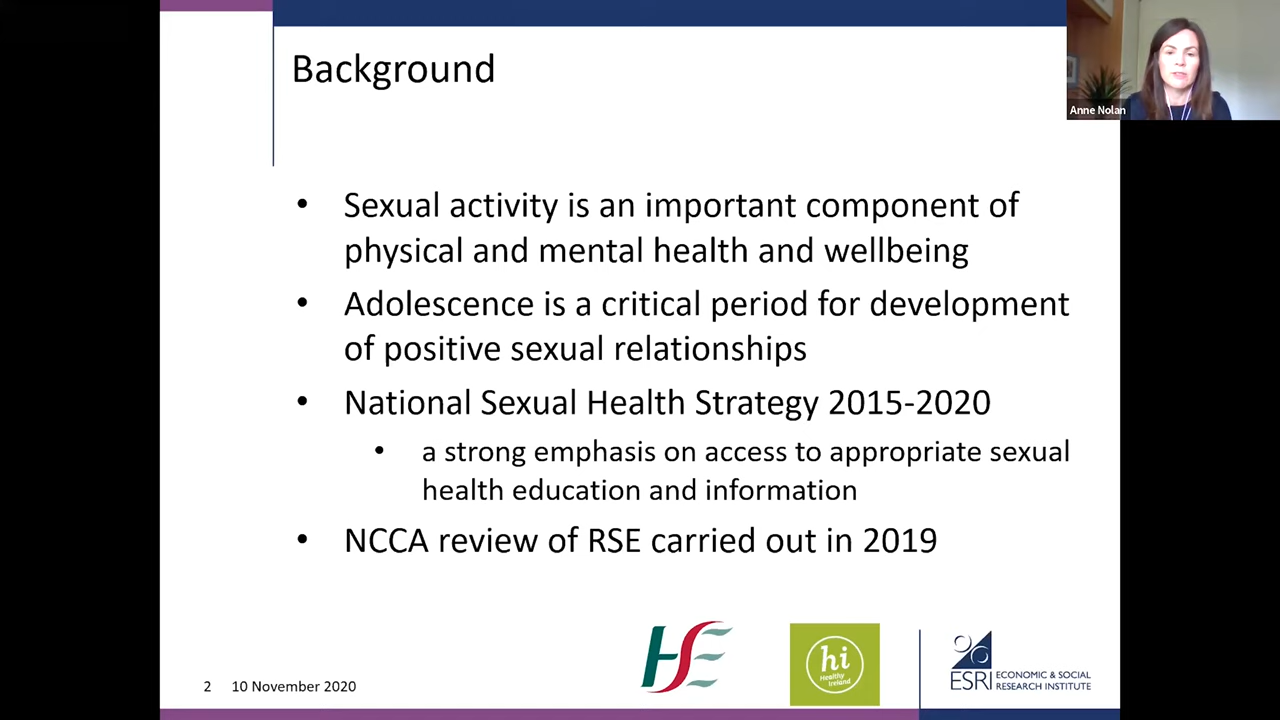 Background
Anne Nolan
• Sexual activity is an important component of
physical and mental health and wellbeing
• Adolescence is a critical period for development
of positive sexual relationships
• National Sexual Health Strategy 2015-2020
• a strong emphasis on access to appropriate sexual
health education and information
• NCCA review of RSE carried out in 2019
2 10 November 2020
HSE
hi
Healthy
Ireland
ESRI ECONOMIC & SOCIAL
RESEARCH INSTITUTE